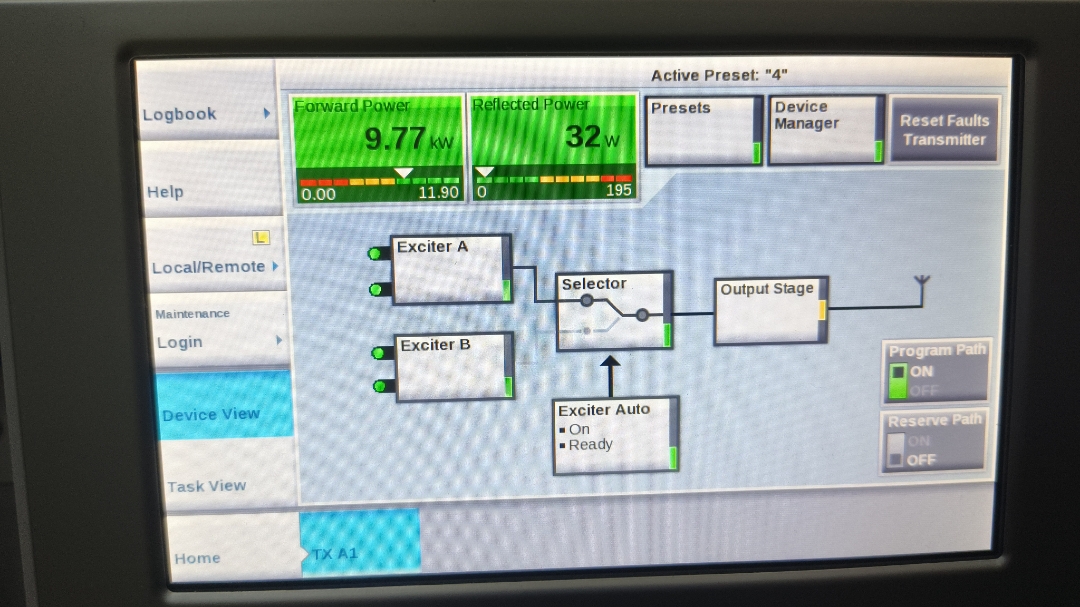 Active Preset: "4"
Logbook
Help
L
Local/Remote
Maintenance
Login
Device View
Task View
Home
Forward Power
9.77 kW
0.00 11.90
Reflected Power
32 W
0 195
Presets
Device
Manager
Reset Faults
Transmitter
Exciter A
Exciter B
Selector
Output Stage
Exciter Auto
On
Ready
Program Path
ON
OFF
Reserve Path
ON
OFF
TX A1